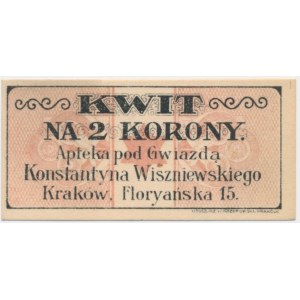 KWIT
NA 2 KORONY.
Apteka pod Gwiazdą
Konstantyna Wiszniewskiego
Kraków, Floryańska 15.